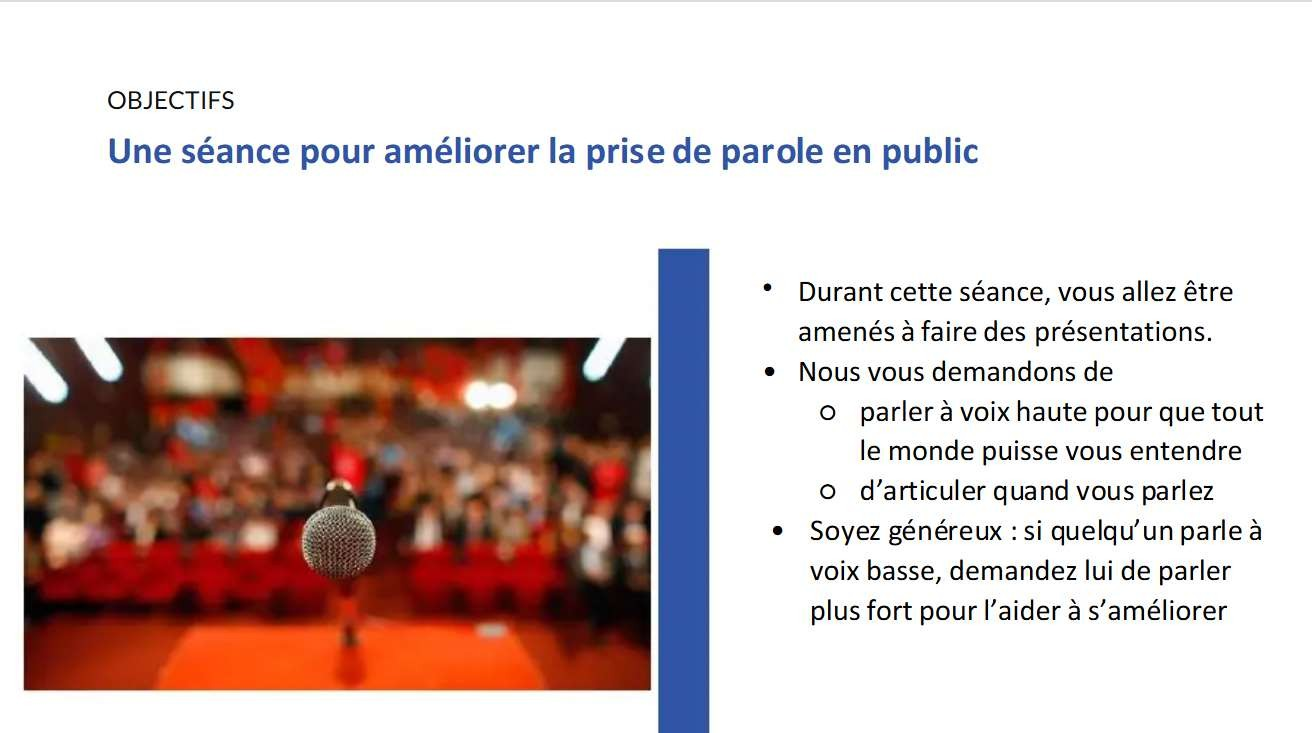 OBJECTIFS
Une séance pour améliorer la prise de parole en public
• Durant cette séance, vous allez être
amenés à faire des présentations.
• Nous vous demandons de
○ parler à voix haute pour que tout
le monde puisse vous entendre
○ d’articuler quand vous parlez
• Soyez généreux : si quelqu’un parle à
voix basse, demandez lui de parler
plus fort pour l’aider à s’améliorer